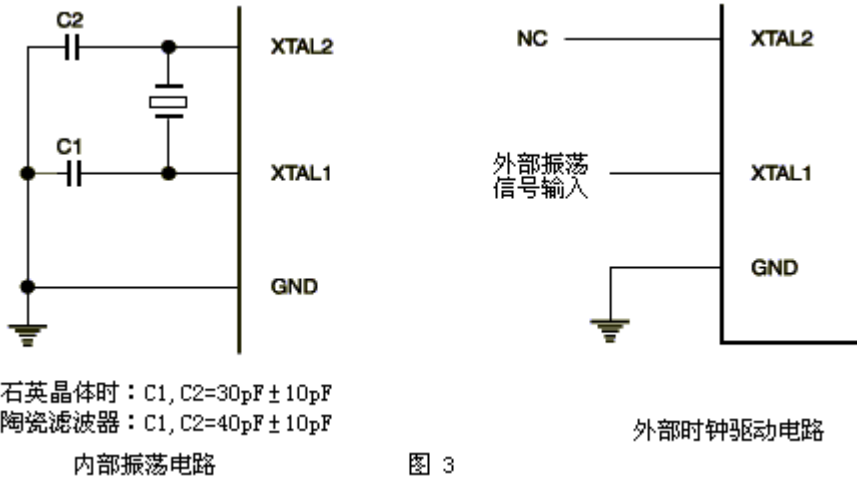 C2
XTAL2
C1
XTAL1
GND
石英晶体时：C1,C2=30pF±10pF
陶瓷滤波器：C1,C2=40pF±10pF
内部振荡电路
NC
XTAL2
外部振荡
信号输入
XTAL1
GND
外部时钟驱动电路
图 3